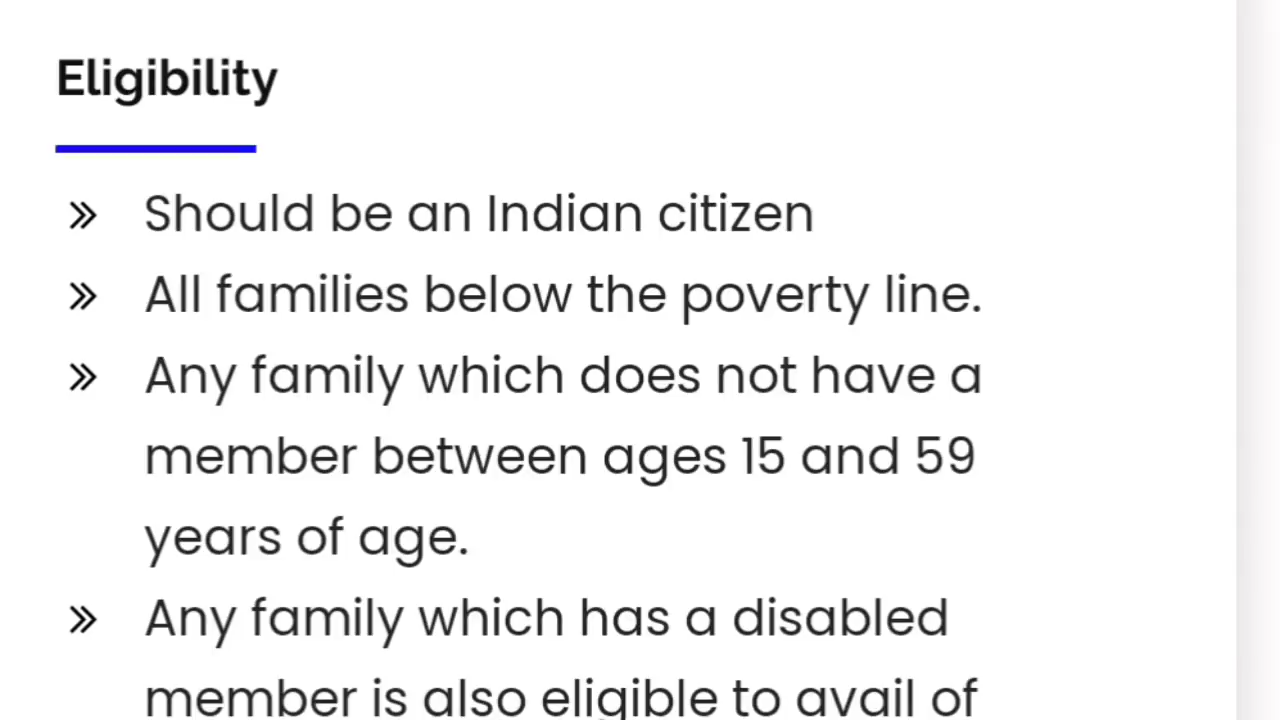 Eligibility
» Should be an Indian citizen
» All families below the poverty line.
» Any family which does not have a
member between ages 15 and 59
years of age.
» Any family which has a disabled
member is also eligible to avail of